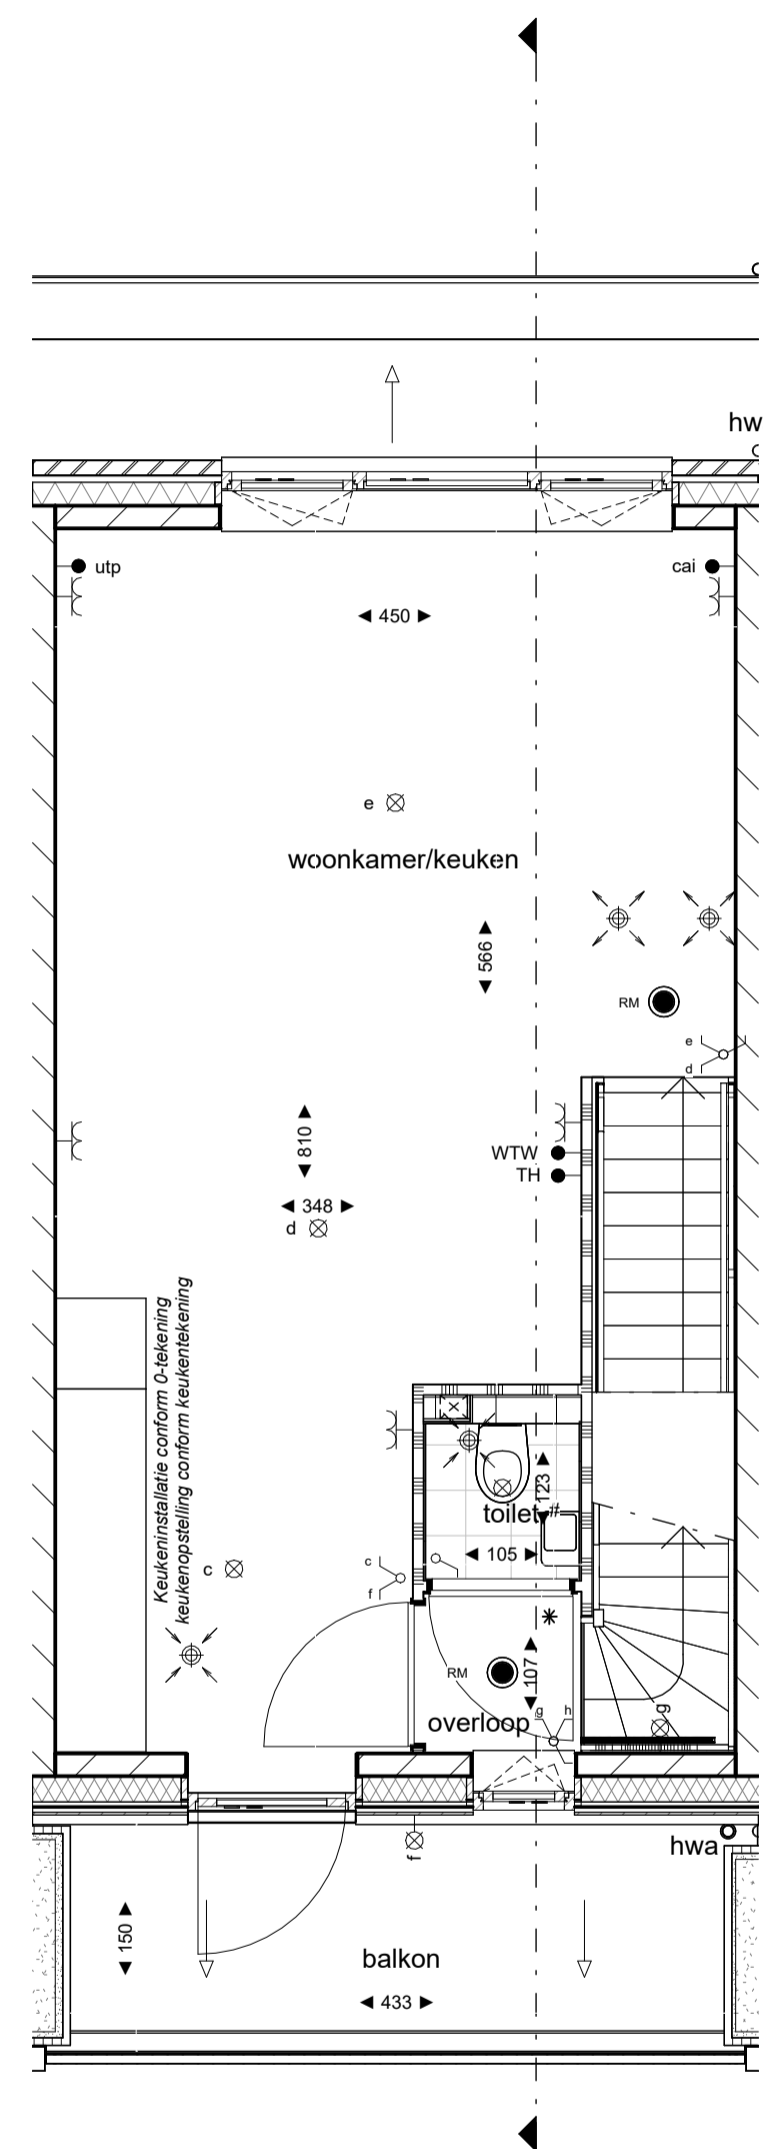 hw
utp
cai
450
e
woonkamer/keuken
566
RM
e
d
810
WTW
TH
348
d
Keukeninstallatie conform 0-tekening
keukenopstelling conform keukentekening
x
123
toilet #
105
c
c
f
RM
107
g
h
g
overloop
f
hwa
150
balkon
433